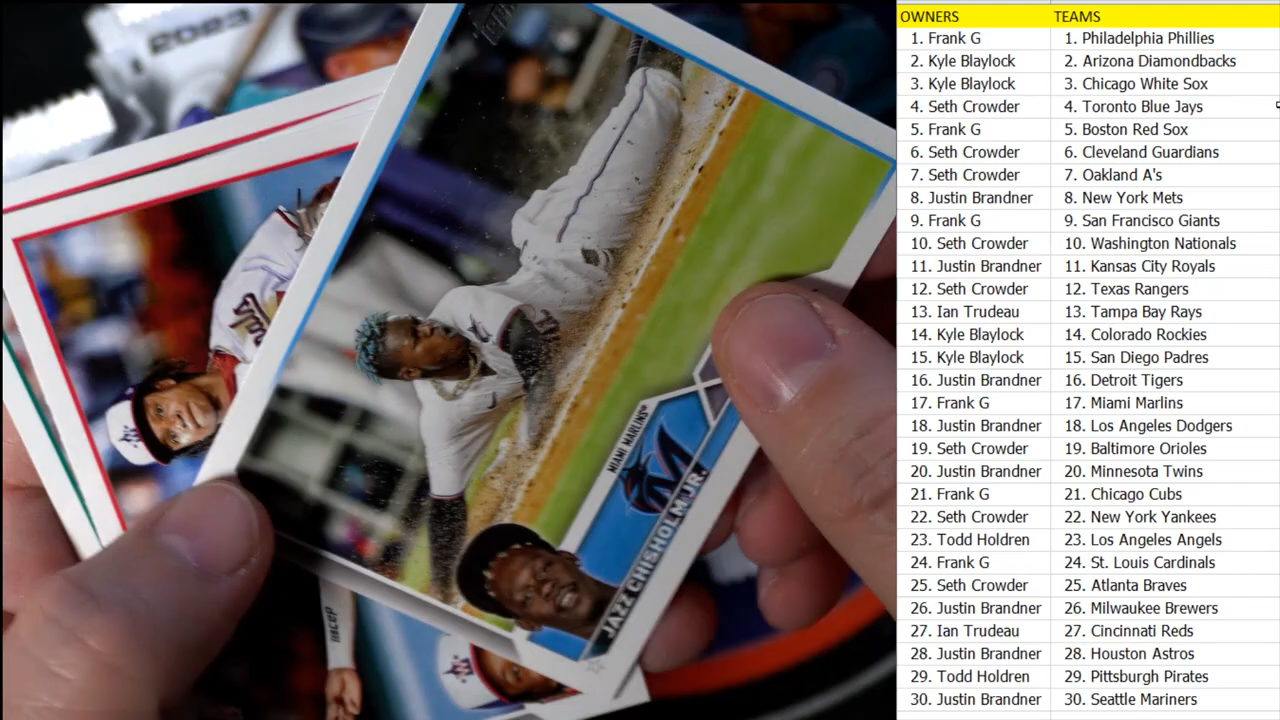 2023
MIAMI MARLINS®
JAZZ CHISHOLM JR.
OWNERS TEAMS
1. Frank G 1. Philadelphia Phillies
2. Kyle Blaylock 2. Arizona Diamondbacks
3. Kyle Blaylock 3. Chicago White Sox
4. Seth Crowder 4. Toronto Blue Jays
5. Frank G 5. Boston Red Sox
6. Seth Crowder 6. Cleveland Guardians
7. Seth Crowder 7. Oakland A's
8. Justin Brandner 8. New York Mets
9. Frank G 9. San Francisco Giants
10. Seth Crowder 10. Washington Nationals
11. Justin Brandner 11. Kansas City Royals
12. Seth Crowder 12. Texas Rangers
13. Ian Trudeau 13. Tampa Bay Rays
14. Kyle Blaylock 14. Colorado Rockies
15. Kyle Blaylock 15. San Diego Padres
16. Justin Brandner 16. Detroit Tigers
17. Frank G 17. Miami Marlins
18. Justin Brandner 18. Los Angeles Dodgers
19. Seth Crowder 19. Baltimore Orioles
20. Justin Brandner 20. Minnesota Twins
21. Frank G 21. Chicago Cubs
22. Seth Crowder 22. New York Yankees
23. Todd Holdren 23. Los Angeles Angels
24. Frank G 24. St. Louis Cardinals
25. Seth Crowder 25. Atlanta Braves
26. Justin Brandner 26. Milwaukee Brewers
27. Ian Trudeau 27. Cincinnati Reds
28. Justin Brandner 28. Houston Astros
29. Todd Holdren 29. Pittsburgh Pirates
30. Justin Brandner 30. Seattle Mariners